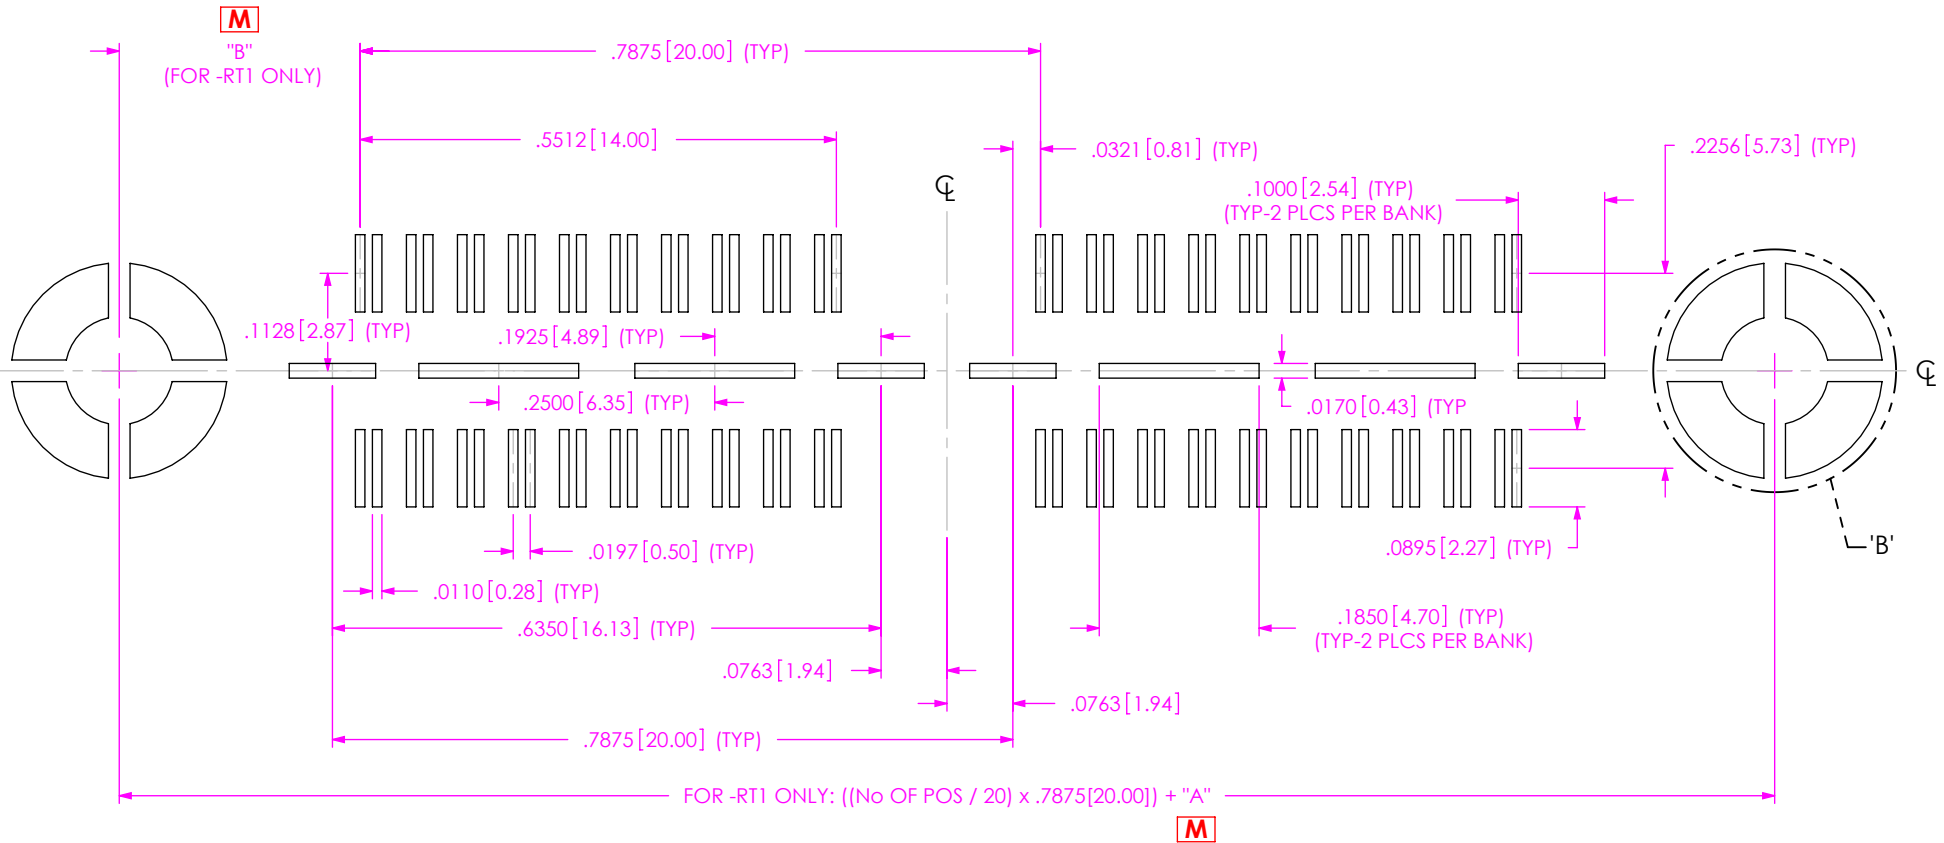 M
"B"
(FOR -RT1 ONLY)
.7875[20.00] (TYP)
.5512[14.00]
.0321[0.81] (TYP)
.2256[5.73] (TYP)
.1000[2.54] (TYP)
(TYP-2 PLCS PER BANK)
℄
.1128[2.87] (TYP)
.1925[4.89] (TYP)
℄
.2500[6.35] (TYP)
.0170[0.43] (TYP
.0197[0.50] (TYP)
.0895[2.27] (TYP)
'B'
.0110[0.28] (TYP)
.6350[16.13] (TYP)
.1850[4.70] (TYP)
(TYP-2 PLCS PER BANK)
.0763[1.94]
.0763[1.94]
.7875[20.00] (TYP)
FOR -RT1 ONLY: ((No OF POS / 20) x .7875[20.00]) + "A"
M